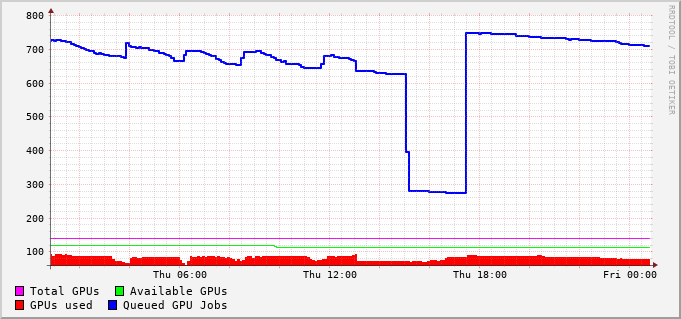 800
700
600
500
400
300
200
100
Thu 06:00 Thu 12:00 Thu 18:00 Fri 00:00
Total GPUs Available GPUs
GPUs used Queued GPU Jobs
RRDTOOL / TOBI OETIKER